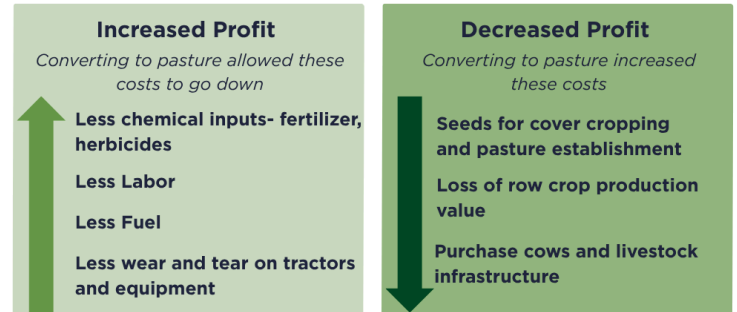 Increased Profit
Converting to pasture allowed these
costs to go down
Less chemical inputs- fertilizer,
herbicides
Less Labor
Less Fuel
Less wear and tear on tractors
and equipment
Decreased Profit
Converting to pasture increased
these costs
Seeds for cover cropping
and pasture establishment
Loss of row crop production
value
Purchase cows and livestock
infrastructure